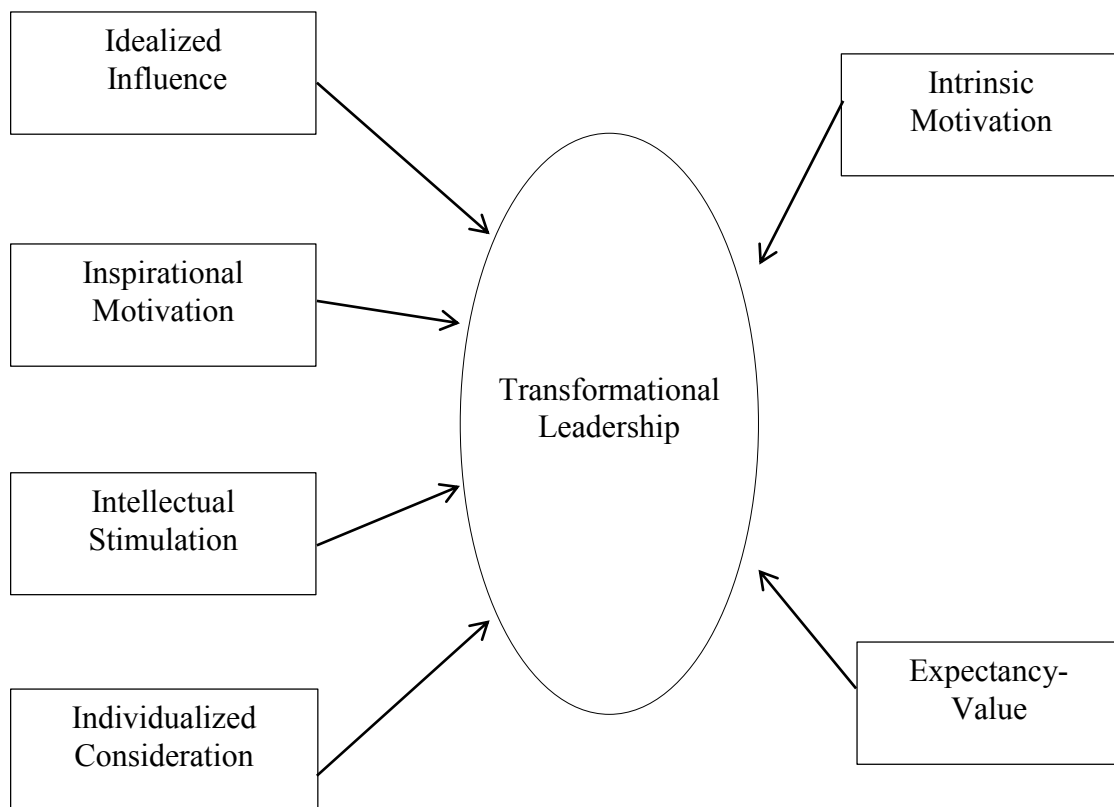 Idealized
Influence
Inspirational
Motivation
Intellectual
Stimulation
Individualized
Consideration
Transformational
Leadership
Intrinsic
Motivation
Expectancy-
Value